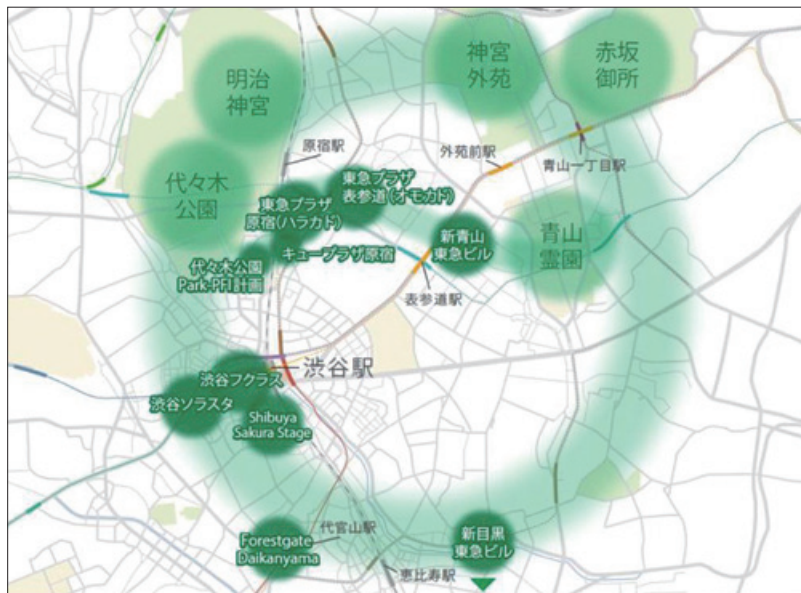 明治
神宮
神宮
外苑
赤坂
御所
原宿駅
外苑前駅
青山一丁目駅
代々木
公園
東急プラザ
表参道(オモカド)
東急プラザ
原宿(ハラカド)
キュープラザ原宿
新青山
東急ビル
青山
霊園
代々木公園
Park-PFI計画
表参道駅
渋谷駅
渋谷フクラス
渋谷ソラスタ
Shibuya
Sakura Stage
代官山駅
Forestgate
Daikanyama
新目黒
東急ビル
恵比寿駅